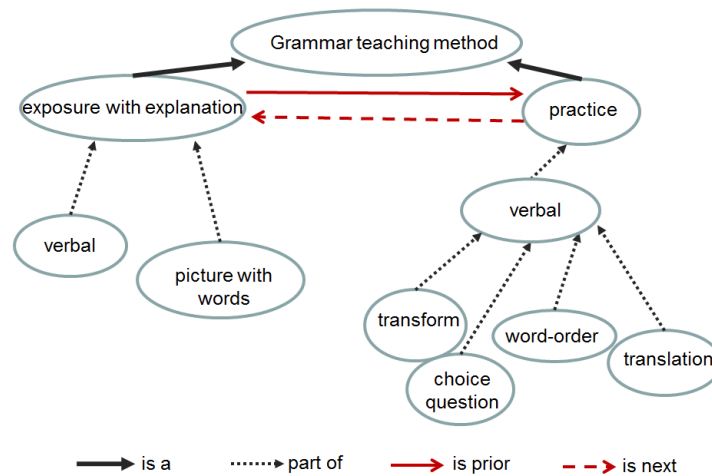 Grammar teaching method
exposure with explanation
practice
verbal
verbal
picture with
words
transform
word-order
translation
choice
question
is a
part of
is prior
is next